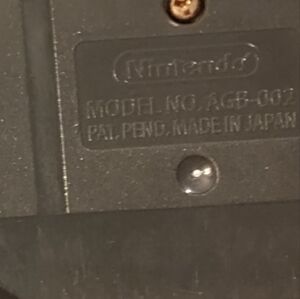 Nintendo
MODEL NO. AGB-002
PAT. PEND. MADE IN JAPAN